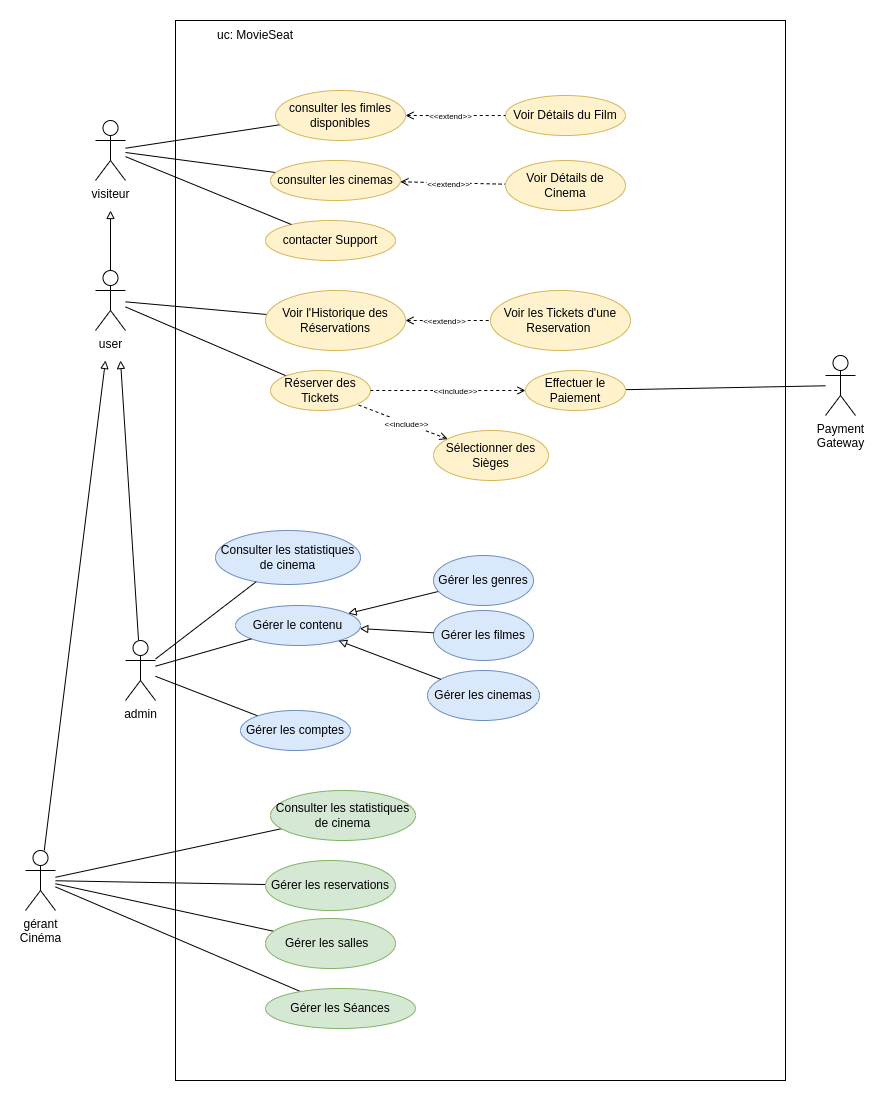 uc: MovieSeat
consulter les fimles
disponibles
<<extend>>
Voir Détails du Film
visiteur
consulter les cinemas
<<extend>>
Voir Détails de
Cinema
contacter Support
user
Voir l'Historique des
Réservations
<<extend>>
Voir les Tickets d'une
Reservation
Réserver des
Tickets
<<include>>
Effectuer le
Paiement
Payment
Gateway
<<include>>
Sélectionner des
Sièges
Consulter les statistiques
de cinema
Gérer les genres
Gérer le contenu
Gérer les filmes
Gérer les cinemas
admin
Gérer les comptes
Consulter les statistiques
de cinema
Gérer les reservations
gérant
Cinéma
Gérer les salles
Gérer les Séances